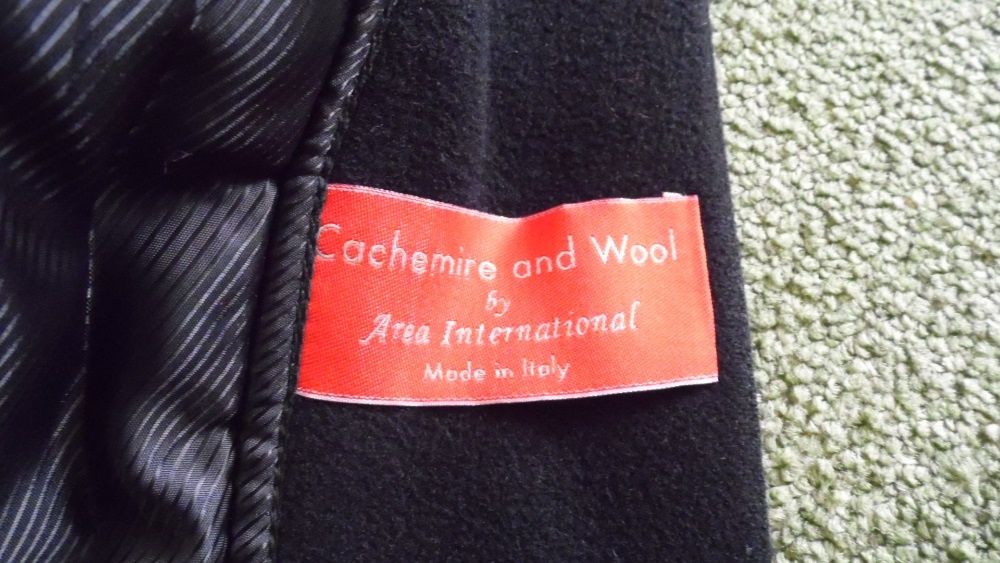 Cachemire and Wool
by
Area International
Made in Italy